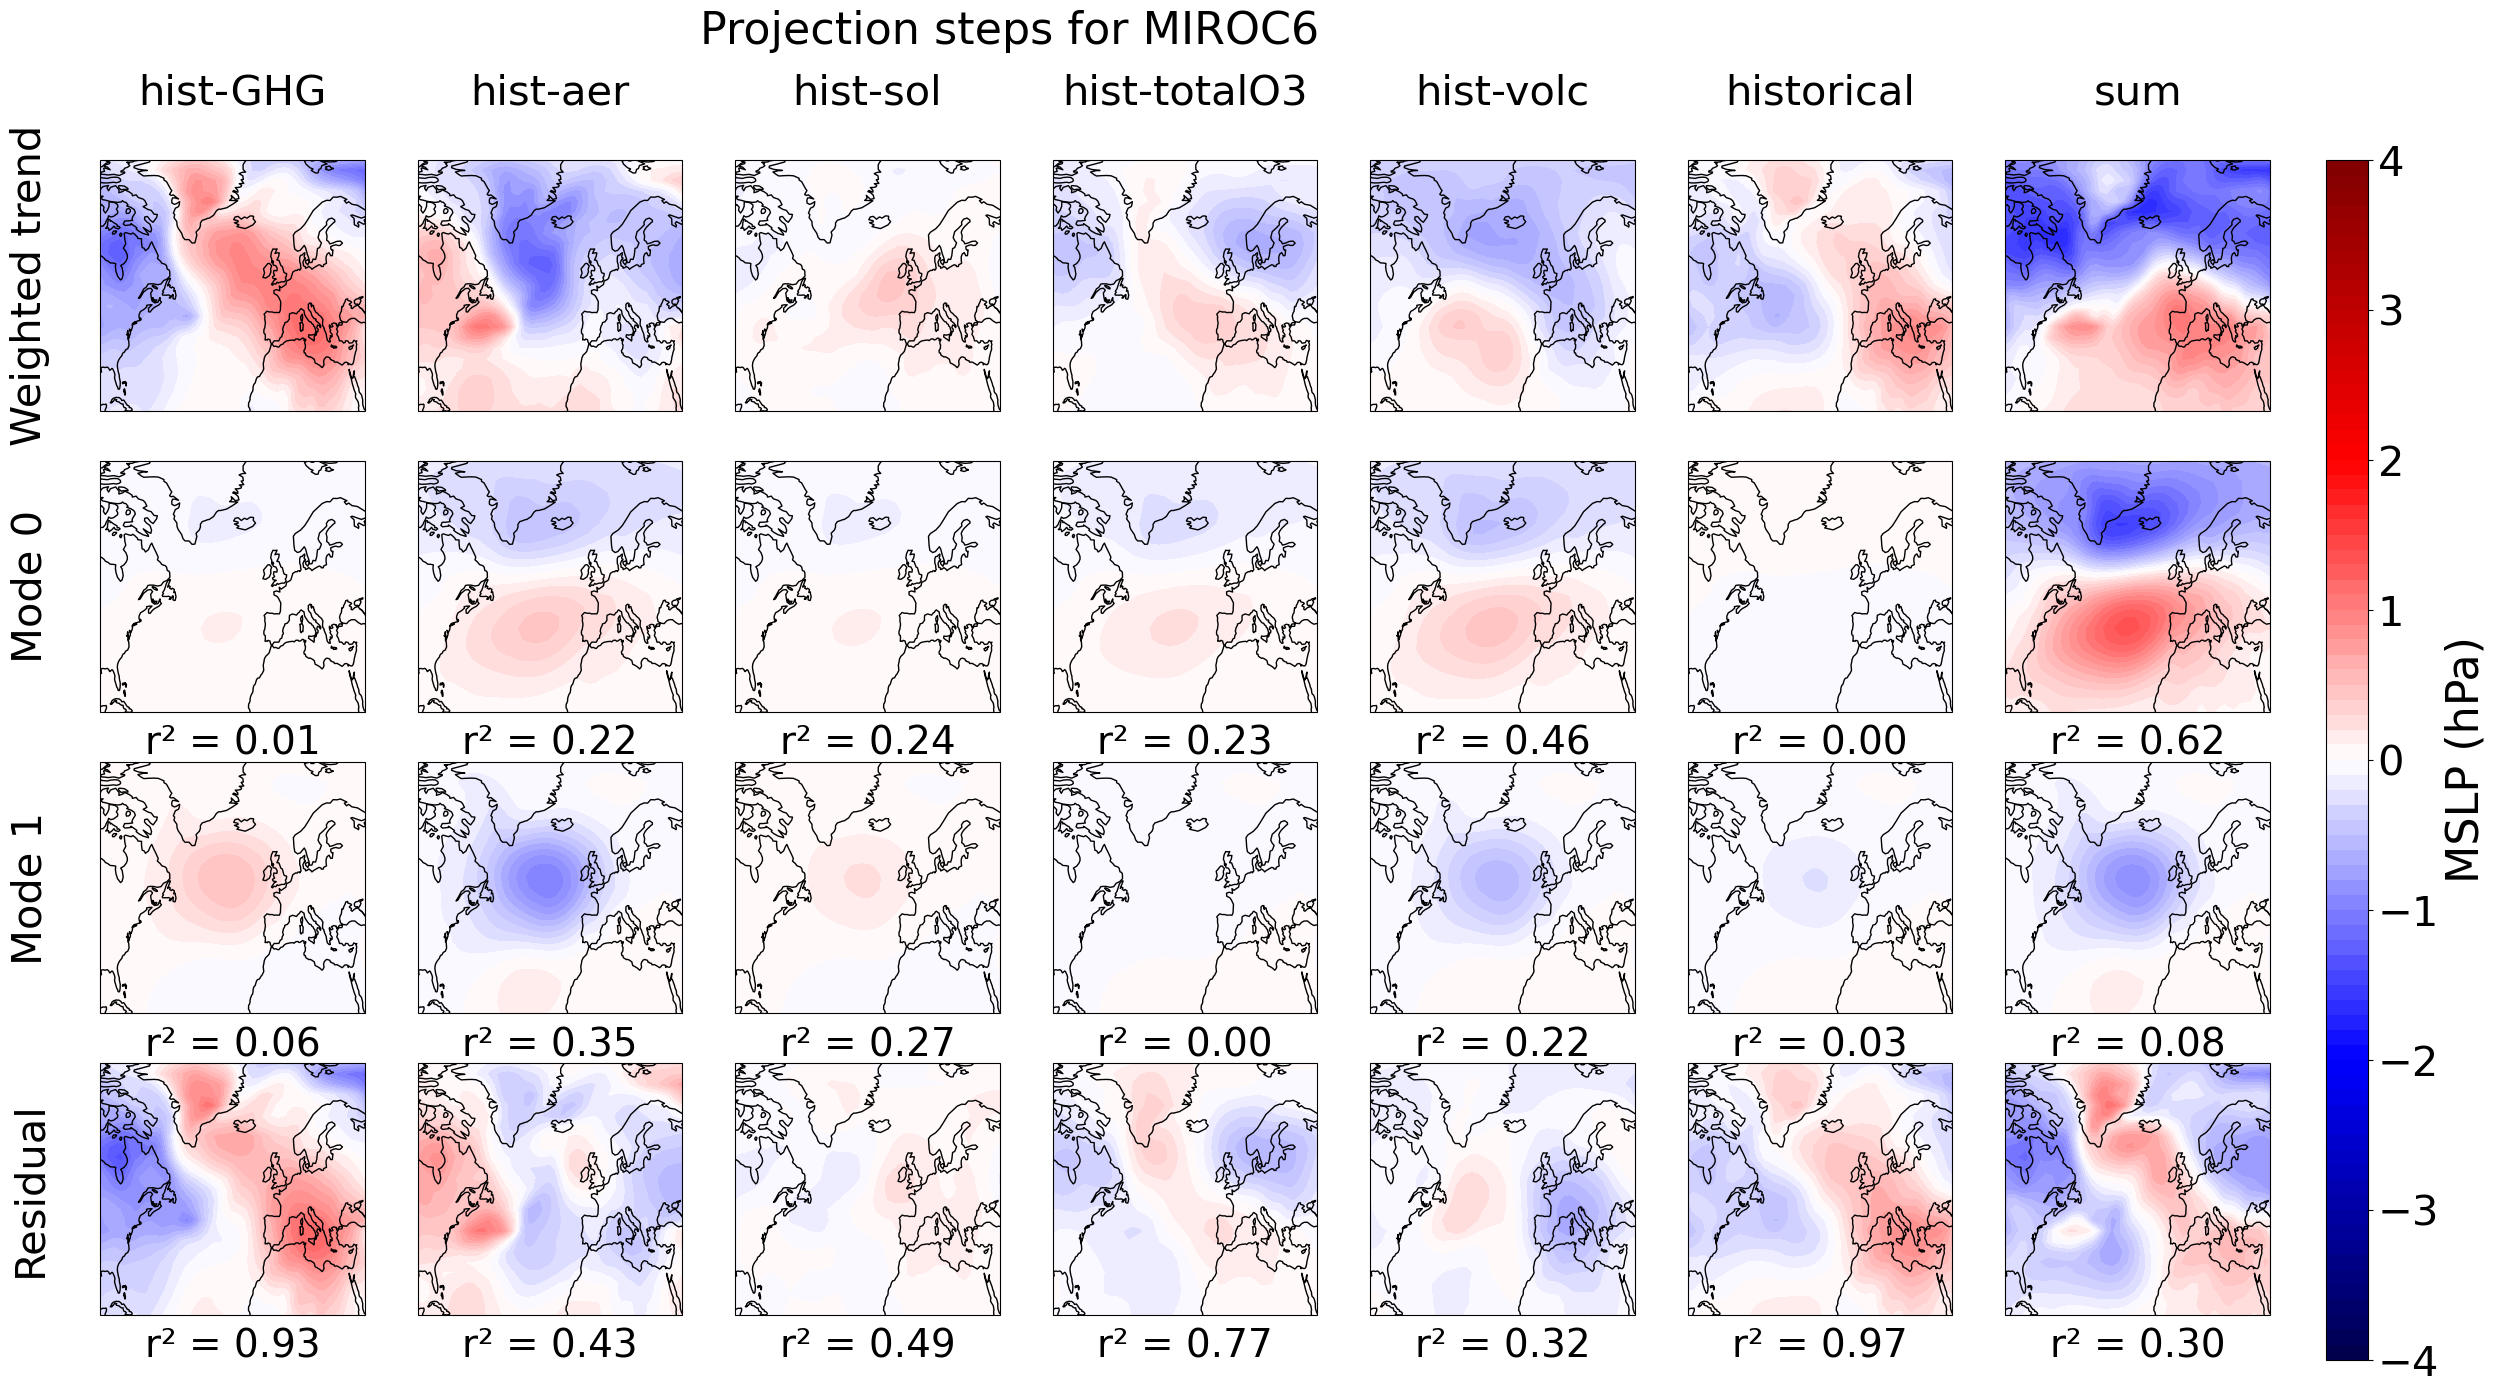 Projection steps for MIROC6
hist-GHG hist-aer hist-sol hist-totalO3 hist-volc historical sum
Weighted trend
Mode 0
r² = 0.01 r² = 0.22 r² = 0.24 r² = 0.23 r² = 0.46 r² = 0.00 r² = 0.62
Mode 1
r² = 0.06 r² = 0.35 r² = 0.27 r² = 0.00 r² = 0.22 r² = 0.03 r² = 0.08
Residual
r² = 0.93 r² = 0.43 r² = 0.49 r² = 0.77 r² = 0.32 r² = 0.97 r² = 0.30
4
3
2
1
0
−1
−2
−3
−4
MSLP (hPa)